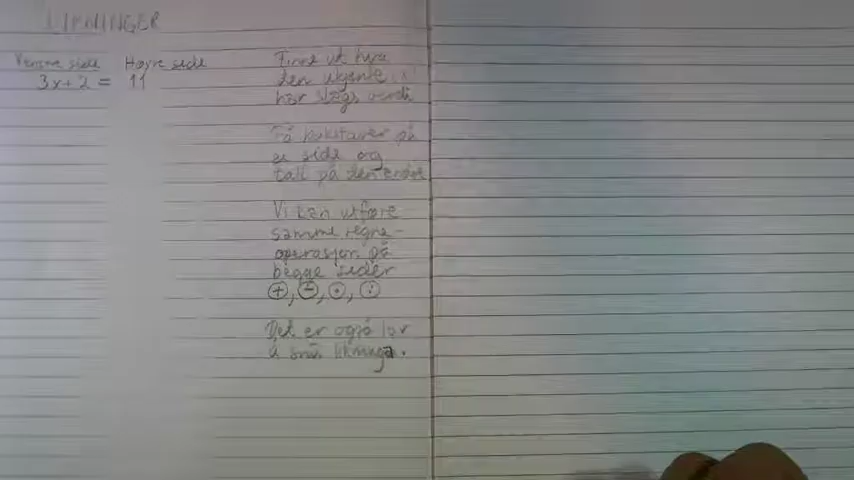 LIKNINGER
Venstre side Høyre side
3x+2 = 11
Finne ut hva
den ukjente
har slags verdi
Få bokstaver på
ei side og
tall på den andre
Vi kan utføre
samme regne-
operasjon på
begge sider
+, -, ·, :
Det er også lov
å snu likninga.